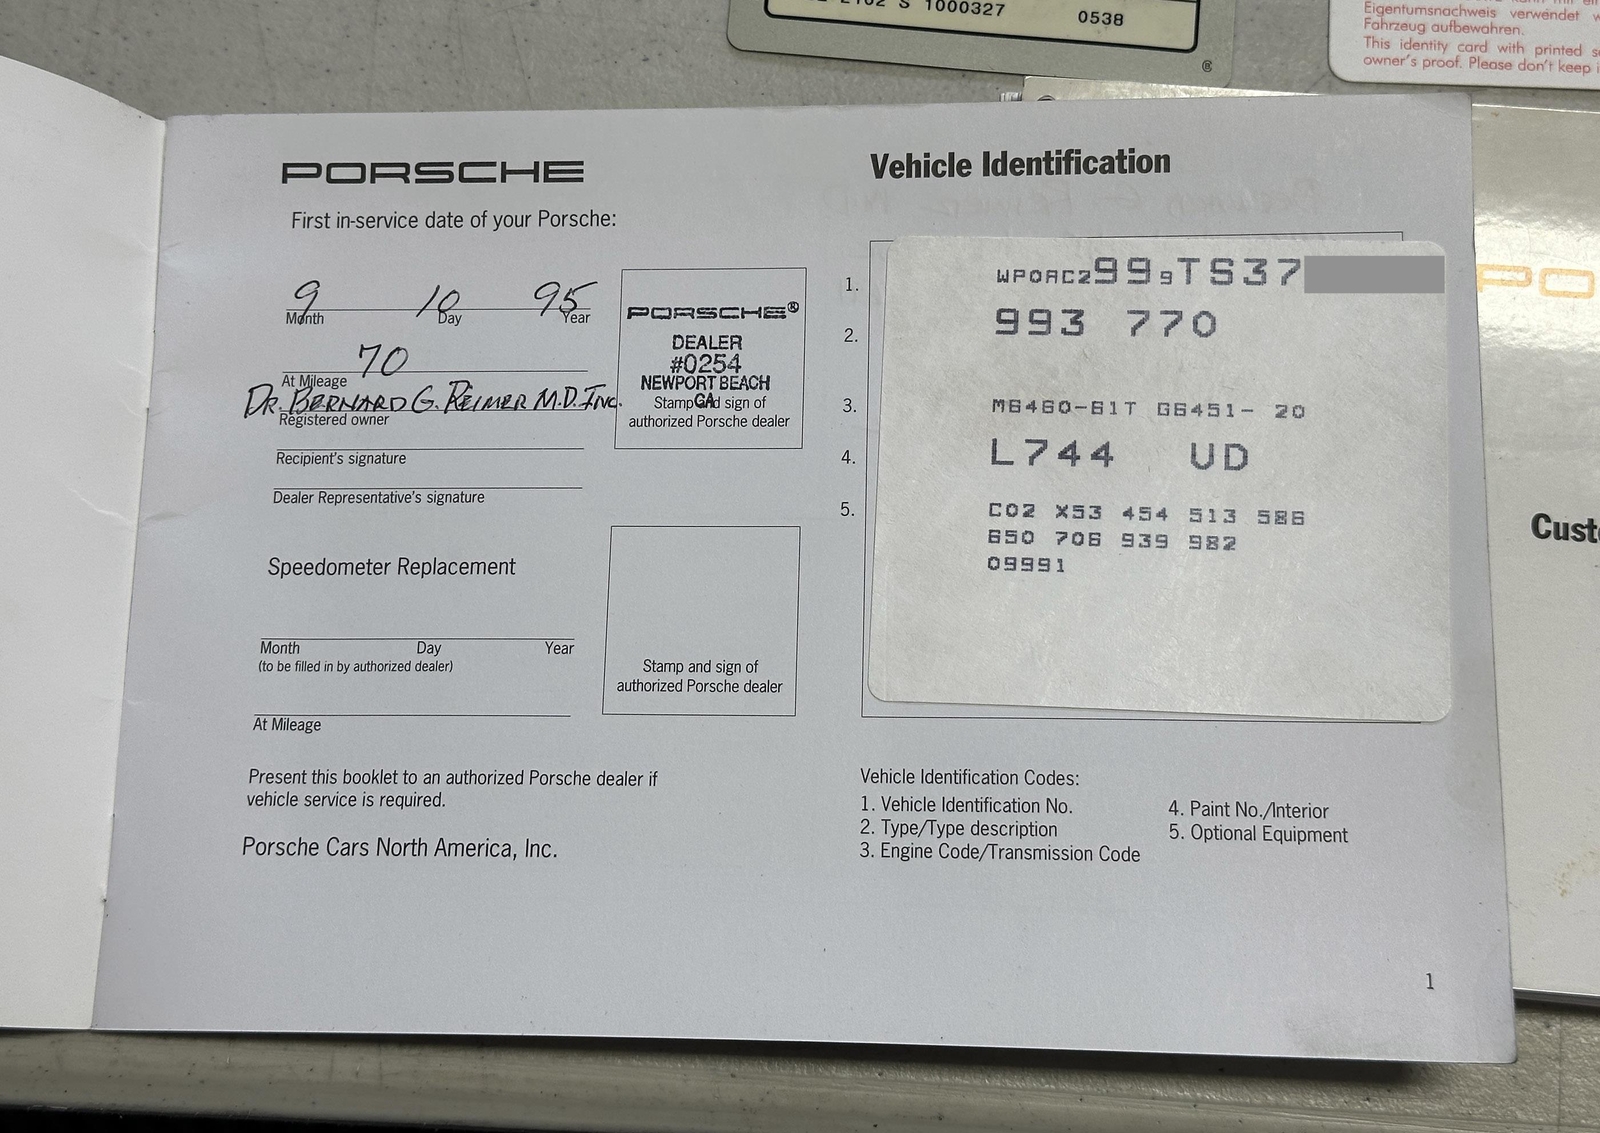 S 1000327
0538
Eigentumsnachweis verwendet
Fahrzeug aufbewahren.
This identity card with printed
owner's proof. Please don't keep
PORSCHE
First in-service date of your Porsche:
9 10 95
Month Day Year
70
At Mileage
DR. BERNARD G. REIMER M.D. INC.
Registered owner
Recipient's signature
Dealer Representative's signature
PORSCHE®
DEALER
#0254
NEWPORT BEACH
CA
Stamp and sign of
authorized Porsche dealer
Speedometer Replacement
Month Day Year
(to be filled in by authorized dealer)
At Mileage
Stamp and sign of
authorized Porsche dealer
Present this booklet to an authorized Porsche dealer if
vehicle service is required.
Porsche Cars North America, Inc.
Vehicle Identification
1. WP0AC2999TS37
2. 993 770
3. M6460-61T G6451- 20
4. L744 UD
5. C02 X53 454 513 586
650 706 939 982
09991
Vehicle Identification Codes:
1. Vehicle Identification No.
2. Type/Type description
3. Engine Code/Transmission Code
4. Paint No./Interior
5. Optional Equipment
1
PO
Cust